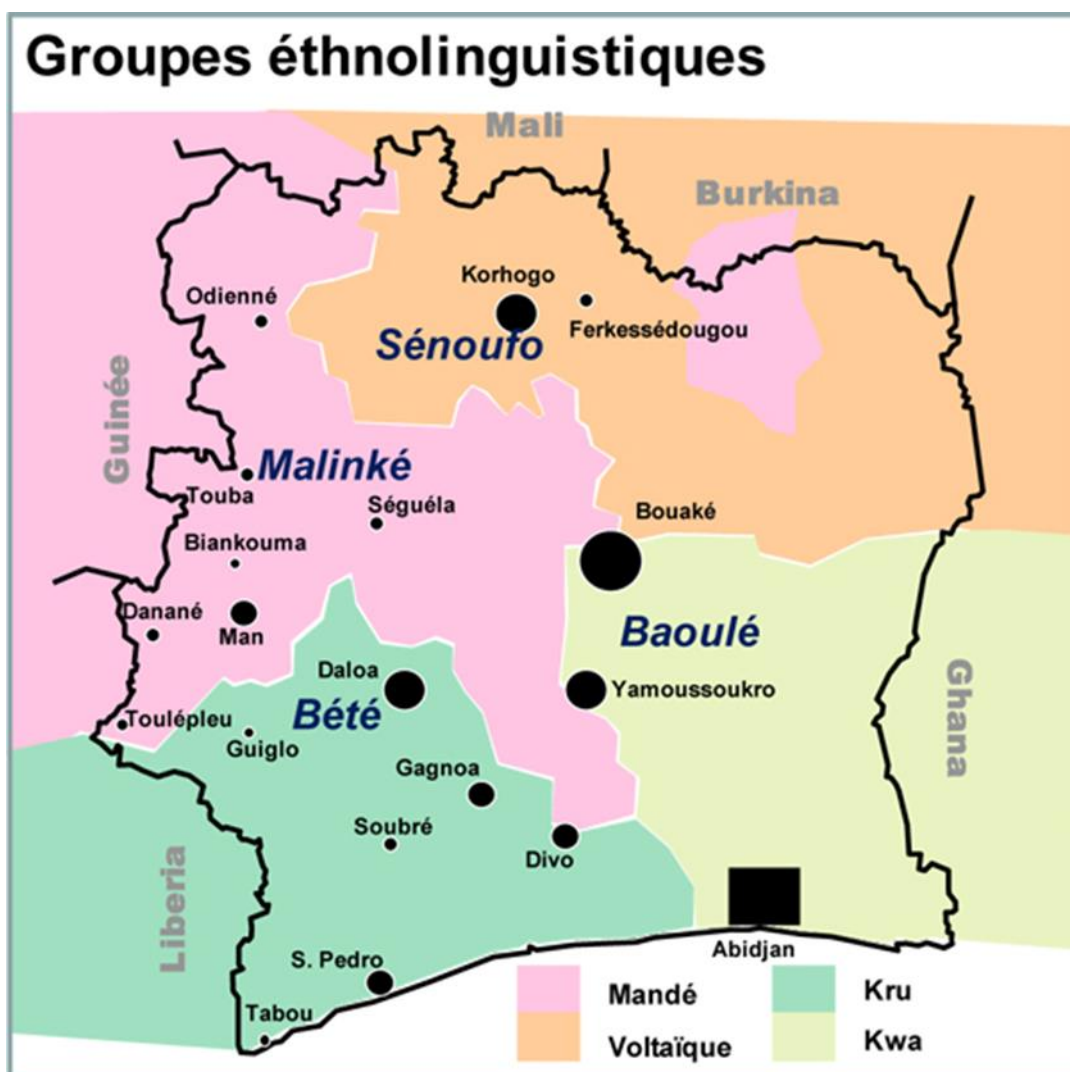 Groupes éthnolinguistiques
Mali
Burkina
Korhogo
Odienné
Ferkessédougou
Sénoufo
Guinée
Malinké
Touba
Séguéla
Bouaké
Biankouma
Danané
Man
Baoulé
Daloa
Yamoussoukro
Bété
Toulépleu
Guiglo
Ghana
Gagnoa
Soubré
Divo
Liberia
S. Pedro
Abidjan
Tabou
Mandé
Kru
Voltaïque
Kwa